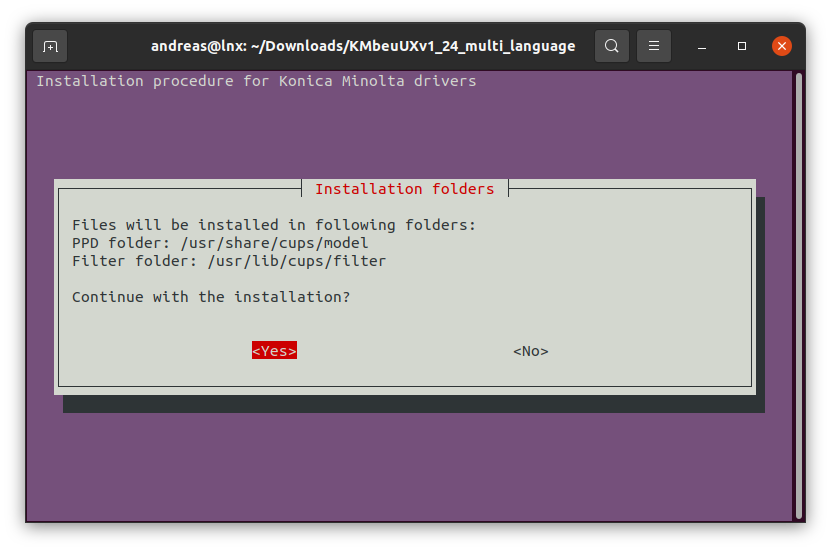 andreas@lnx: ~/Downloads/KMbeuUXv1_24_multi_language
Installation procedure for Konica Minolta drivers
Installation folders
Files will be installed in following folders:
PPD folder: /usr/share/cups/model
Filter folder: /usr/lib/cups/filter
Continue with the installation?
<Yes> <No>